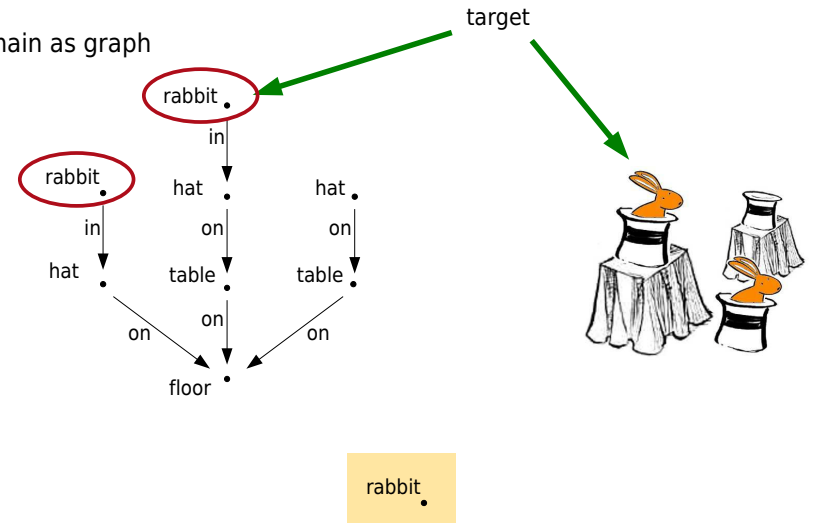 target
main as graph
rabbit
in
rabbit
hat
hat
in
on
on
hat
table
table
on
on
on
floor
rabbit